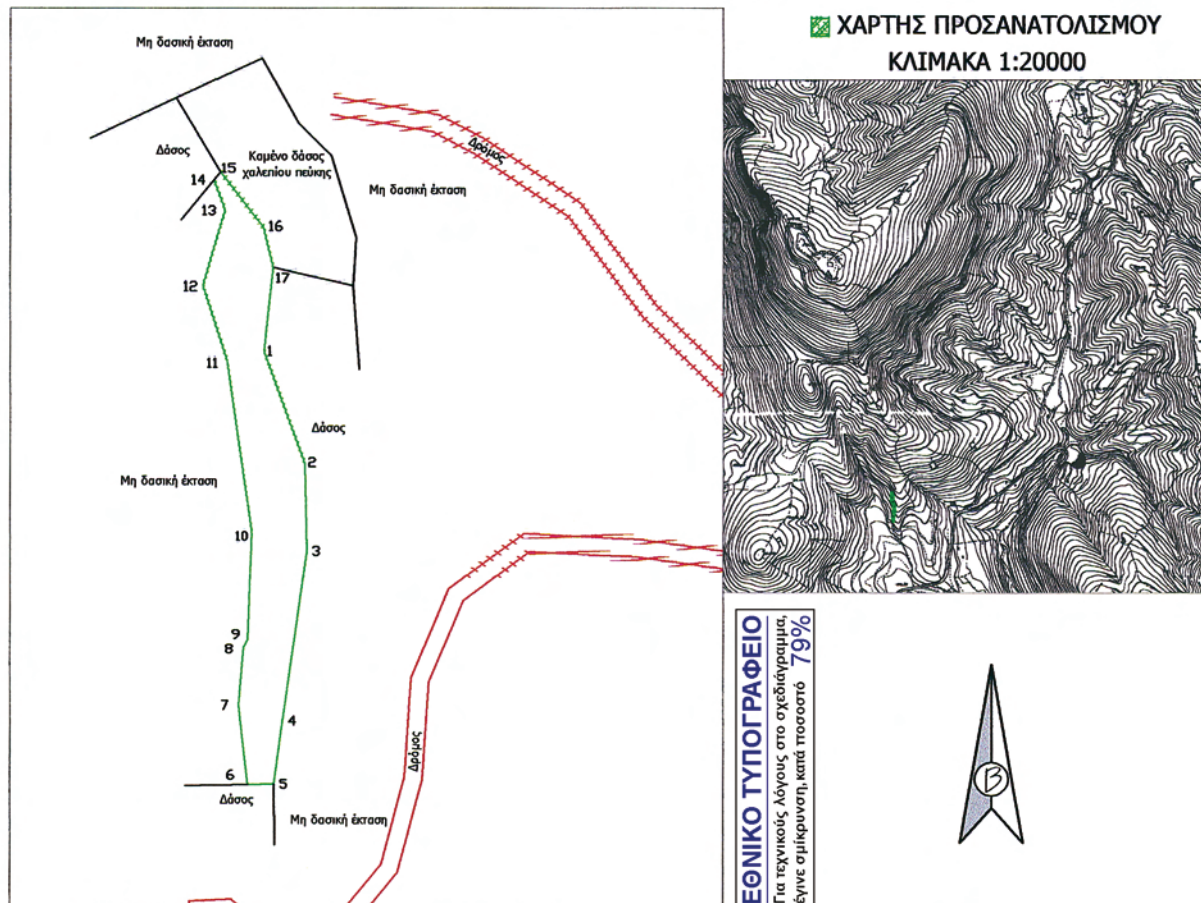 Μη δασική έκταση
Δάσος
15
Καμένο δάσος
χαλεπίου πεύκης
14
13
16
Μη δασική έκταση
Δρόμος
17
12
11
1
Δάσος
2
Μη δασική έκταση
10
3
9
8
7
4
6
5
Δάσος
Μη δασική έκταση
Δρόμος
ΧΑΡΤΗΣ ΠΡΟΣΑΝΑΤΟΛΙΣΜΟΥ
ΚΛΙΜΑΚΑ 1:20000
ΕΘΝΙΚΟ ΤΥΠΟΓΡΑΦΕΙΟ
Για τεχνικούς λόγους στο σχεδιάγραμμα,
έγινε σμίκρυνση, κατά ποσοστό 79%
Β